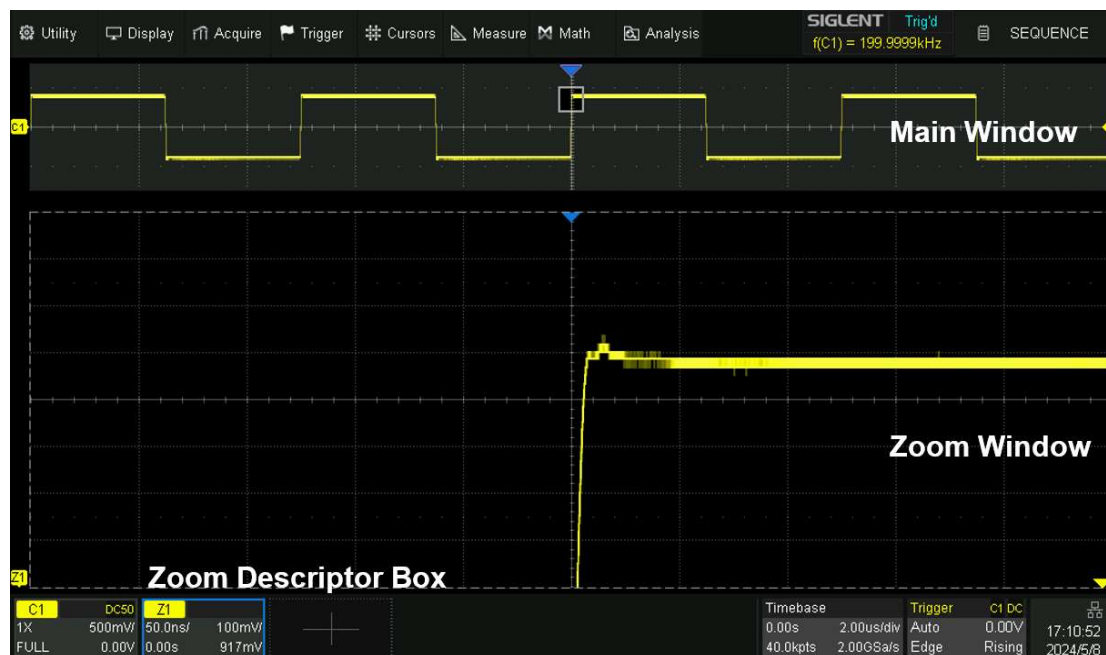 Utility Display Acquire Trigger Cursors Measure Math Analysis SIGLENT Trig'd SEQUENCE
f(C1) = 199.9999kHz
C1
Main Window
Zoom Window
Z1
Zoom Descriptor Box
C1 DC50 Z1 Timebase Trigger C1 DC
1X 500mV/ 50.0ns/ 100mV/ 0.00s 2.00us/div Auto 0.00V 17:10:52
FULL 0.00V 0.00s 917mV 40.0kpts 2.00GSa/s Edge Rising 2024/5/8